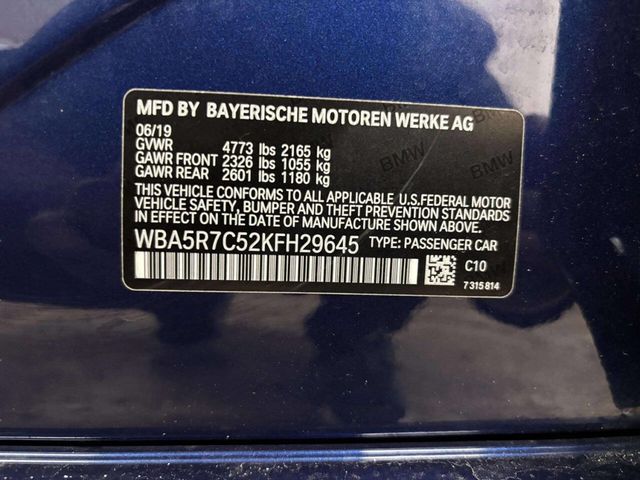 MFD BY BAYERISCHE MOTOREN WERKE AG
06/19
GVWR 4773 lbs 2165 kg
GAWR FRONT 2326 lbs 1055 kg
GAWR REAR 2601 lbs 1180 kg
THIS VEHICLE CONFORMS TO ALL APPLICABLE U.S.FEDERAL MOTOR
VEHICLE SAFETY, BUMPER AND THEFT PREVENTION STANDARDS
IN EFFECT ON THE DATE OF MANUFACTURE SHOWN ABOVE.
WBA5R7C52KFH29645 TYPE: PASSENGER CAR
C10
7315814
BMW
BMW